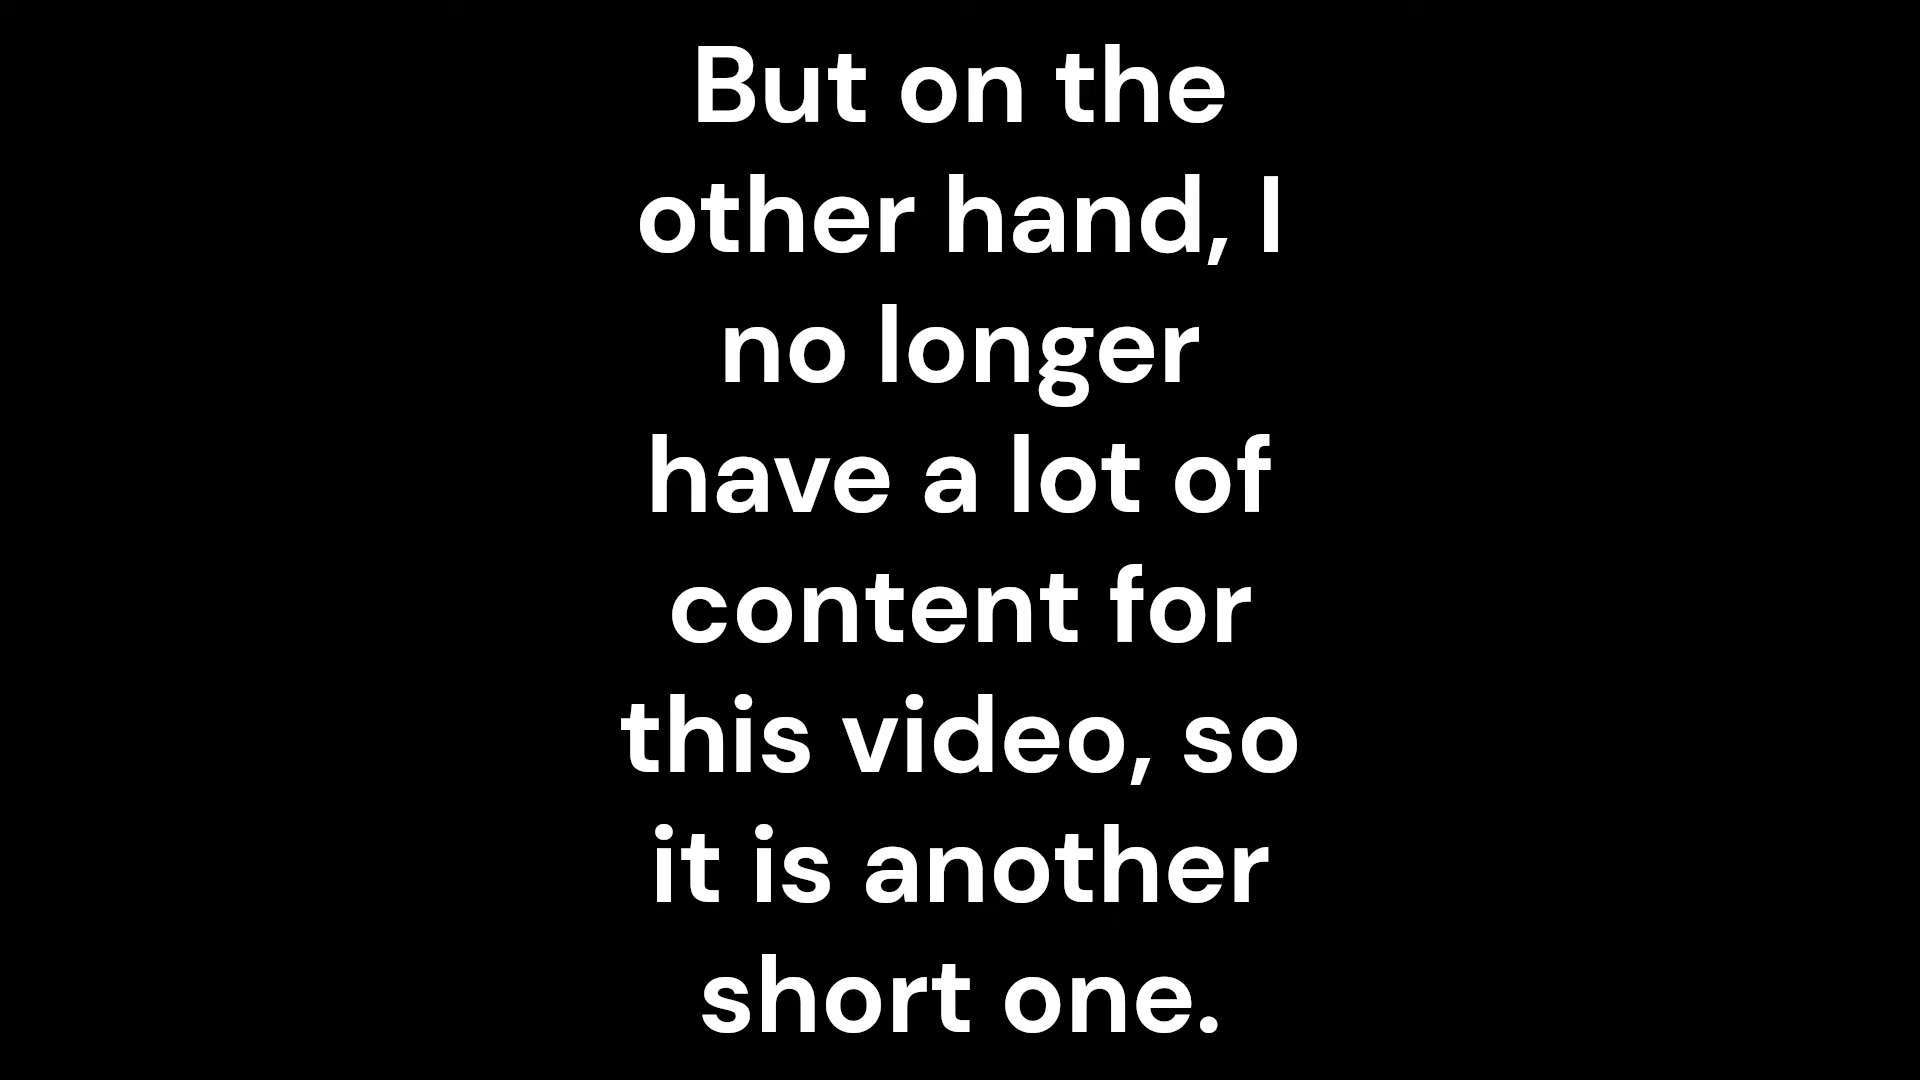 But on the
other hand, I
no longer
have a lot of
content for
this video, so
it is another
short one.